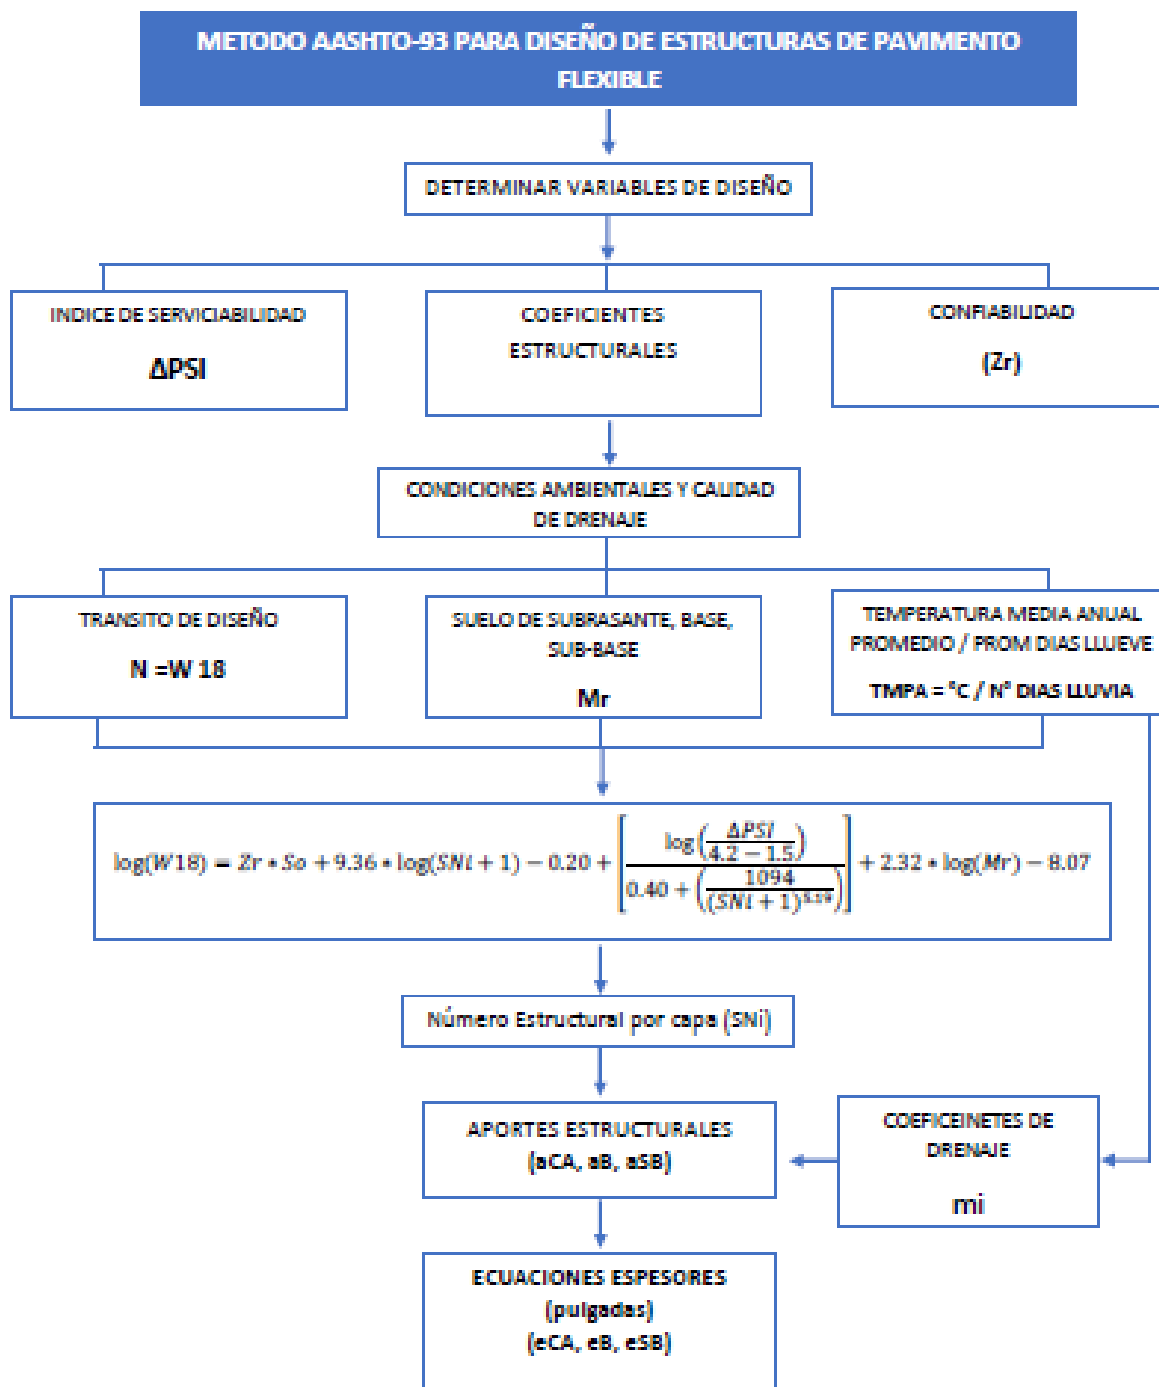 METODO AASHTO-93 PARA DISEÑO DE ESTRUCTURAS DE PAVIMENTO
FLEXIBLE
DETERMINAR VARIABLES DE DISEÑO
INDICE DE SERVICIABILIDAD
ΔPSI
COEFICIENTES
ESTRUCTURALES
CONFIABILIDAD
(Zr)
CONDICIONES AMBIENTALES Y CALIDAD
DE DRENAJE
TRANSITO DE DISEÑO
N =W 18
SUELO DE SUBRASANTE, BASE,
SUB-BASE
Mr
TEMPERATURA MEDIA ANUAL
PROMEDIO / PROM DIAS LLUEVE
TMPA = °C / N° DIAS LLUVIA
log(W18) = Zr * So + 9.36 * log(SNi + 1) − 0.20 + [log(ΔPSI / (4.2 − 1.5)) / (0.40 + (1094 / (SNi + 1)^5.19))] + 2.32 * log(Mr) − 8.07
Número Estructural por capa (SNi)
APORTES ESTRUCTURALES
(aCA, aB, aSB)
COEFICEINETES DE
DRENAJE
mi
ECUACIONES ESPESORES
(pulgadas)
(eCA, eB, eSB)